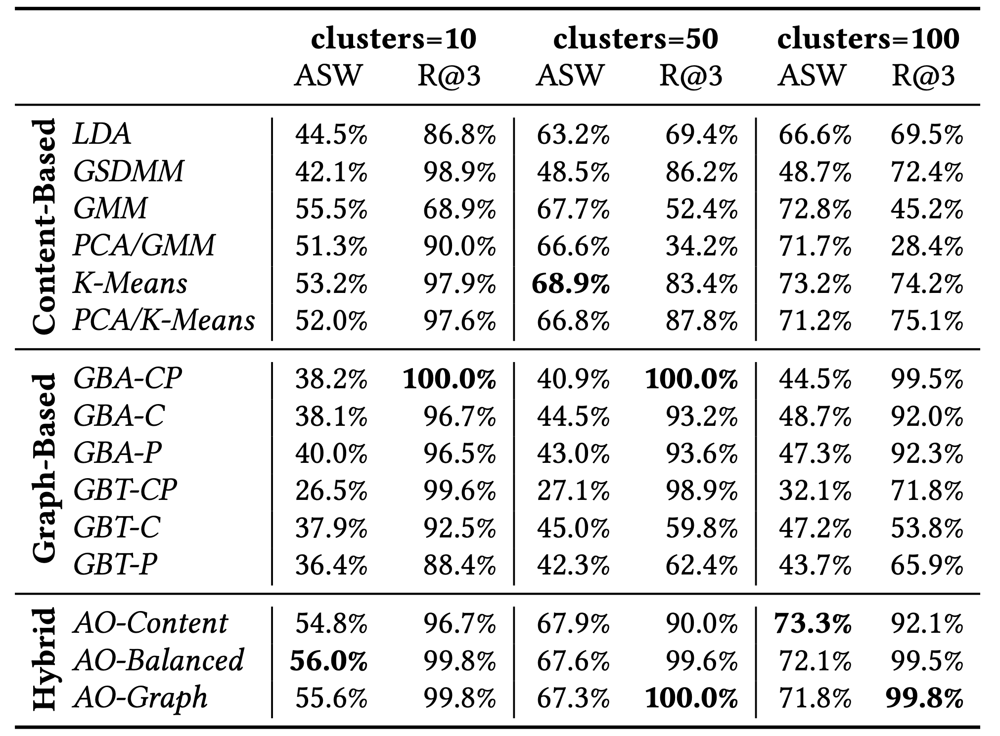 clusters=10 clusters=50 clusters=100
ASW R@3 ASW R@3 ASW R@3
Content-Based
LDA 44.5% 86.8% 63.2% 69.4% 66.6% 69.5%
GSDMM 42.1% 98.9% 48.5% 86.2% 48.7% 72.4%
GMM 55.5% 68.9% 67.7% 52.4% 72.8% 45.2%
PCA/GMM 51.3% 90.0% 66.6% 34.2% 71.7% 28.4%
K-Means 53.2% 97.9% 68.9% 83.4% 73.2% 74.2%
PCA/K-Means 52.0% 97.6% 66.8% 87.8% 71.2% 75.1%
Graph-Based
GBA-CP 38.2% 100.0% 40.9% 100.0% 44.5% 99.5%
GBA-C 38.1% 96.7% 44.5% 93.2% 48.7% 92.0%
GBA-P 40.0% 96.5% 43.0% 93.6% 47.3% 92.3%
GBT-CP 26.5% 99.6% 27.1% 98.9% 32.1% 71.8%
GBT-C 37.9% 92.5% 45.0% 59.8% 47.2% 53.8%
GBT-P 36.4% 88.4% 42.3% 62.4% 43.7% 65.9%
Hybrid
AO-Content 54.8% 96.7% 67.9% 90.0% 73.3% 92.1%
AO-Balanced 56.0% 99.8% 67.6% 99.6% 72.1% 99.5%
AO-Graph 55.6% 99.8% 67.3% 100.0% 71.8% 99.8%